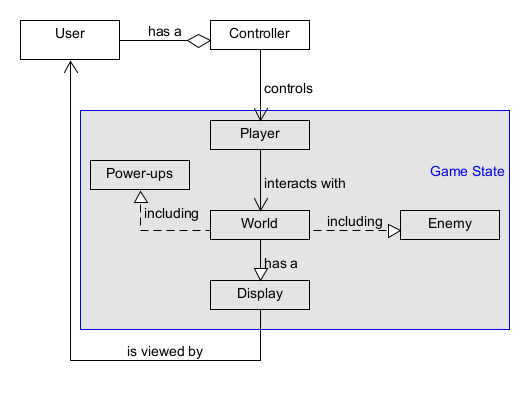 User
has a
Controller
controls
Player
Power-ups
Game State
interacts with
including
World
including
Enemy
has a
Display
is viewed by